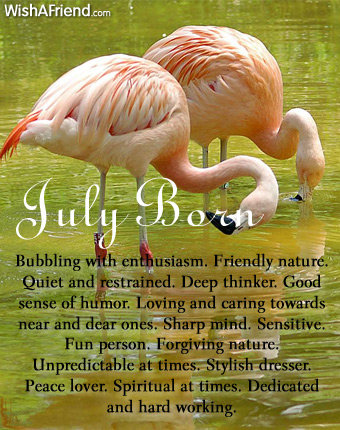 WishAFriend.com
July Born
Bubbling with enthusiasm. Friendly nature.
Quiet and restrained. Deep thinker. Good
sense of humor. Loving and caring towards
near and dear ones. Sharp mind. Sensitive.
Fun person. Forgiving nature.
Unpredictable at times. Stylish dresser.
Peace lover. Spiritual at times. Dedicated
and hard working.